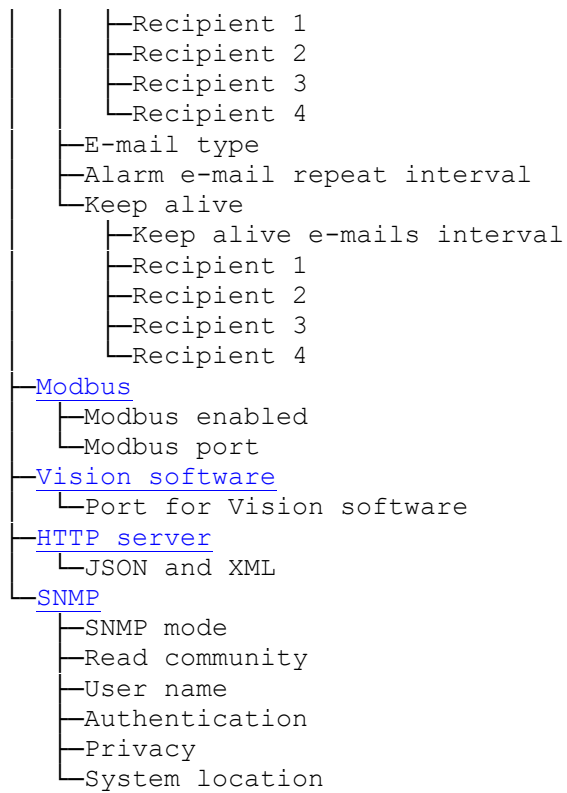 Recipient 1
Recipient 2
Recipient 3
Recipient 4
E-mail type
Alarm e-mail repeat interval
Keep alive
Keep alive e-mails interval
Recipient 1
Recipient 2
Recipient 3
Recipient 4
Modbus
Modbus enabled
Modbus port
Vision software
Port for Vision software
HTTP server
JSON and XML
SNMP
SNMP mode
Read community
User name
Authentication
Privacy
System location